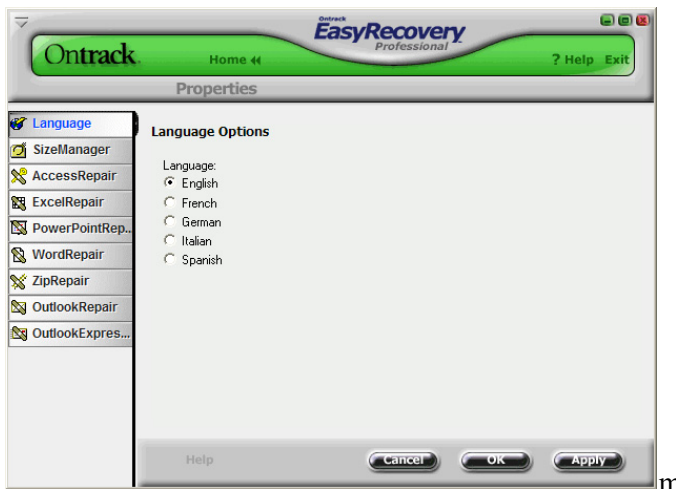 Ontrack
EasyRecovery
Professional
Ontrack.
Home
? Help Exit
Properties
Language
SizeManager
AccessRepair
ExcelRepair
PowerPointRep..
WordRepair
ZipRepair
OutlookRepair
OutlookExpres...
Language Options
Language:
English
French
German
Italian
Spanish
Help
Cancel
OK
Apply
m